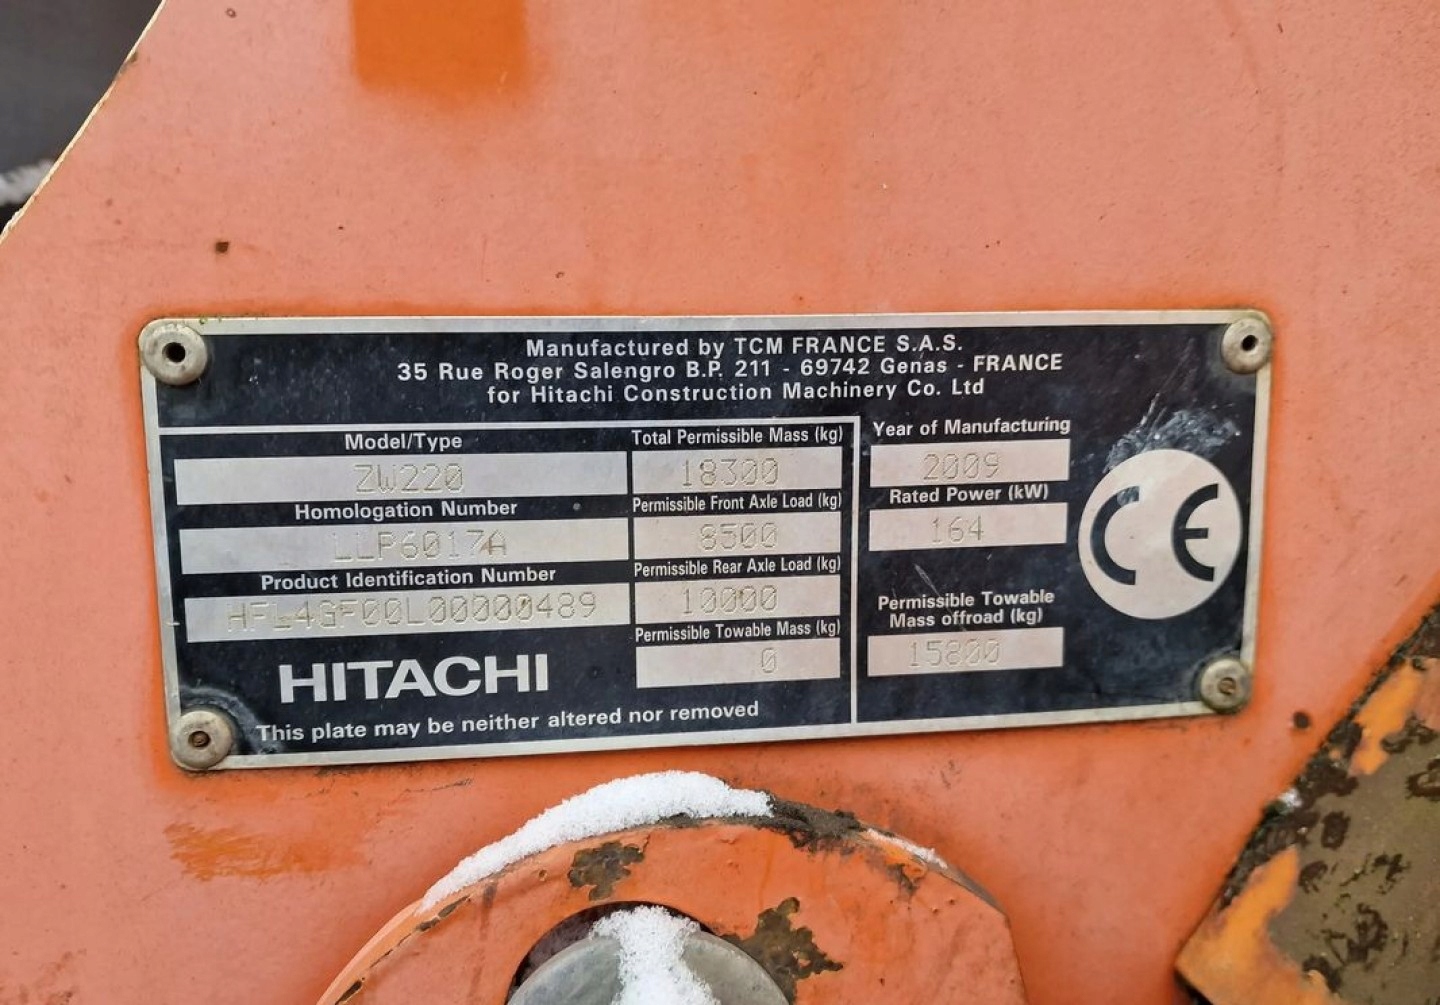 Manufactured by TCM FRANCE S.A.S.
35 Rue Roger Salengro B.P. 211 - 69742 Genas - FRANCE
for Hitachi Construction Machinery Co. Ltd
Model/Type
ZW220
Homologation Number
LLP6017A
Product Identification Number
HFL4GF00L00000489
HITACHI
This plate may be neither altered nor removed
Total Permissible Mass (kg)
18300
Permissible Front Axle Load (kg)
8500
Permissible Rear Axle Load (kg)
10000
Permissible Towable Mass (kg)
0
Year of Manufacturing
2009
Rated Power (kW)
164
Permissible Towable
Mass offroad (kg)
15800
CE